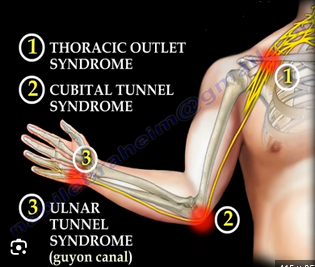 1 THORACIC OUTLET
SYNDROME
2 CUBITAL TUNNEL
SYNDROME
1
3
3 ULNAR
TUNNEL
SYNDROME
(guyon canal)
2